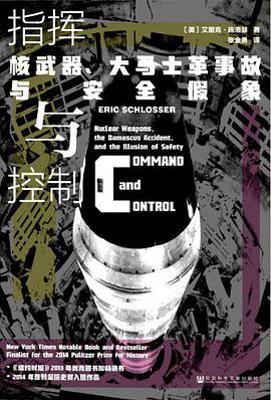 指挥
［美］艾里克·施洛瑟 著
张金勇 译
核武器、大马士革事故
与安全假象
ERIC SCHLOSSER
与
Nuclear Weapons,
the Damascus Accident,
and the Illusion of Safety
COMMAND
and
CONTROL
控制
New York Times Notable Book and Bestseller
Finalist for the 2014 Pulitzer Prize for History
·《纽约时报》2013年优秀图书和畅销书
· 2014年普利策历史奖入围作品
社会科学文献出版社